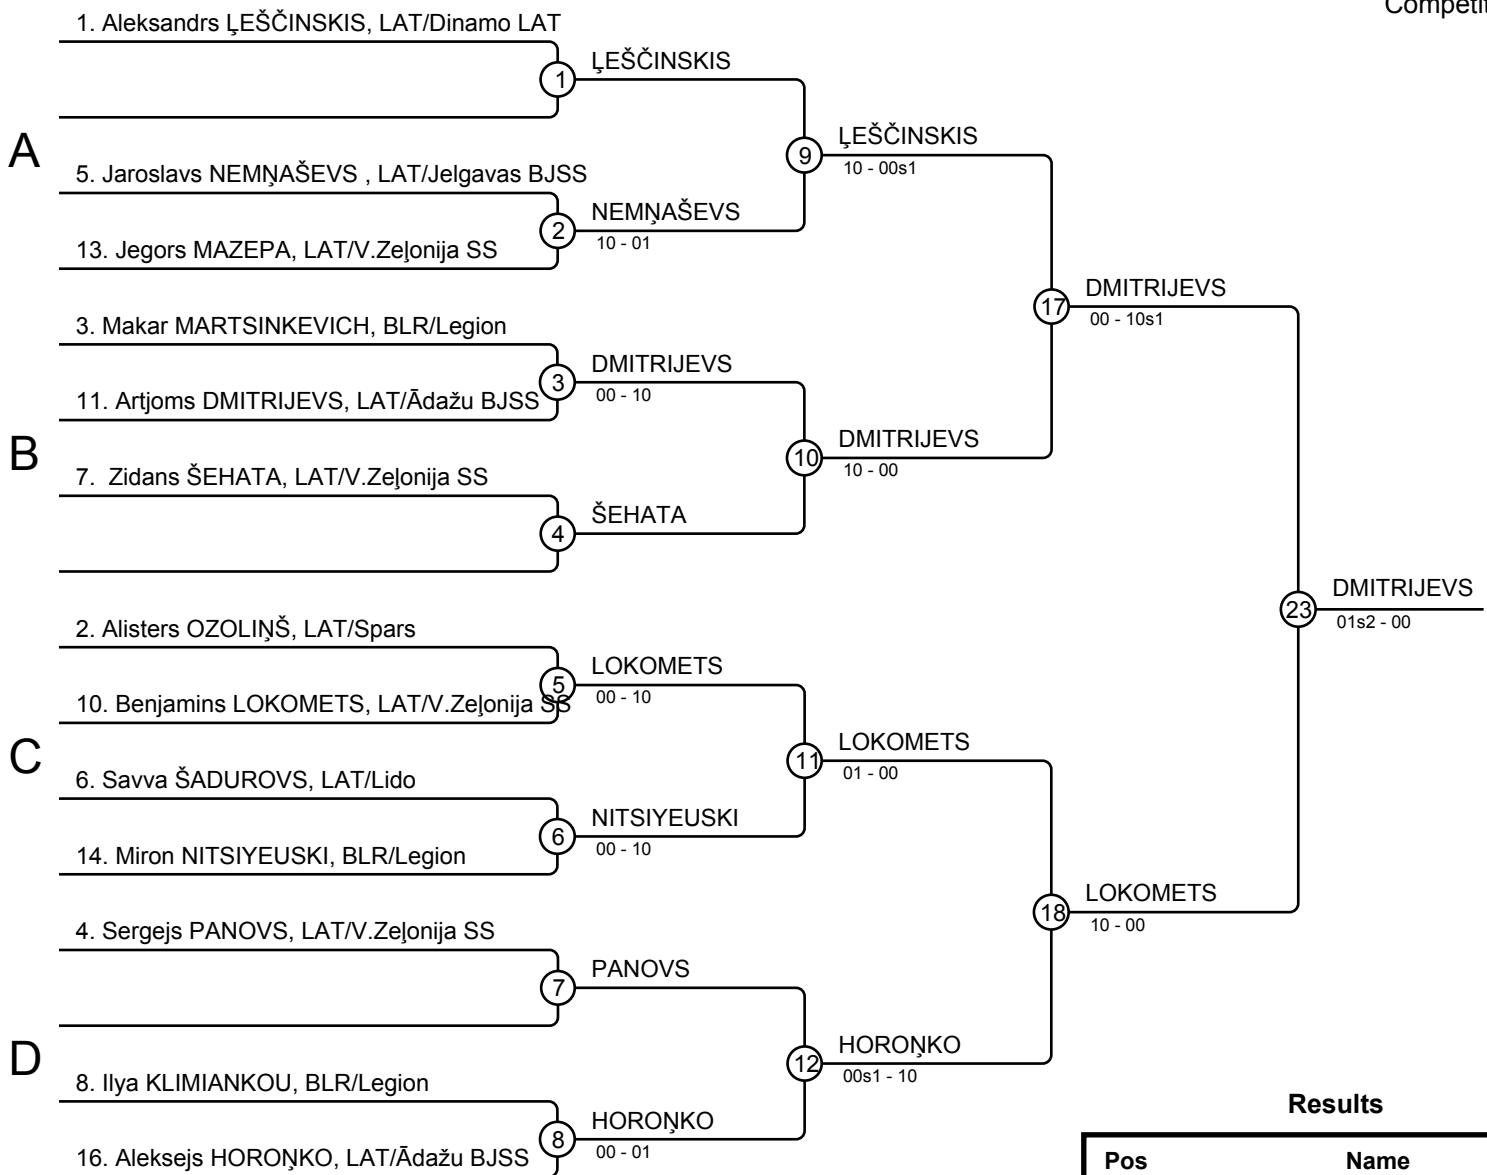 Competit
1. Aleksandrs ĻEŠČINSKIS, LAT/Dinamo LAT
1
ĻEŠČINSKIS
A
9
ĻEŠČINSKIS
10 - 00s1
5. Jaroslavs NEMŅAŠEVS , LAT/Jelgavas BJSS
2
NEMŅAŠEVS
10 - 01
13. Jegors MAZEPA, LAT/V.Zeļonija SS
17
DMITRIJEVS
00 - 10s1
3. Makar MARTSINKEVICH, BLR/Legion
3
DMITRIJEVS
00 - 10
11. Artjoms DMITRIJEVS, LAT/Ādažu BJSS
B
10
DMITRIJEVS
10 - 00
7. Zidans ŠEHATA, LAT/V.Zeļonija SS
4
ŠEHATA
23
DMITRIJEVS
01s2 - 00
2. Alisters OZOLIŅŠ, LAT/Spars
5
LOKOMETS
00 - 10
10. Benjamins LOKOMETS, LAT/V.Zeļonija SS
C
11
LOKOMETS
01 - 00
6. Savva ŠADUROVS, LAT/Lido
6
NITSIYEUSKI
00 - 10
14. Miron NITSIYEUSKI, BLR/Legion
18
LOKOMETS
10 - 00
4. Sergejs PANOVS, LAT/V.Zeļonija SS
7
PANOVS
D
12
HOROŅKO
00s1 - 10
8. Ilya KLIMIANKOU, BLR/Legion
8
HOROŅKO
00 - 01
16. Aleksejs HOROŅKO, LAT/Ādažu BJSS
Results
Pos Name